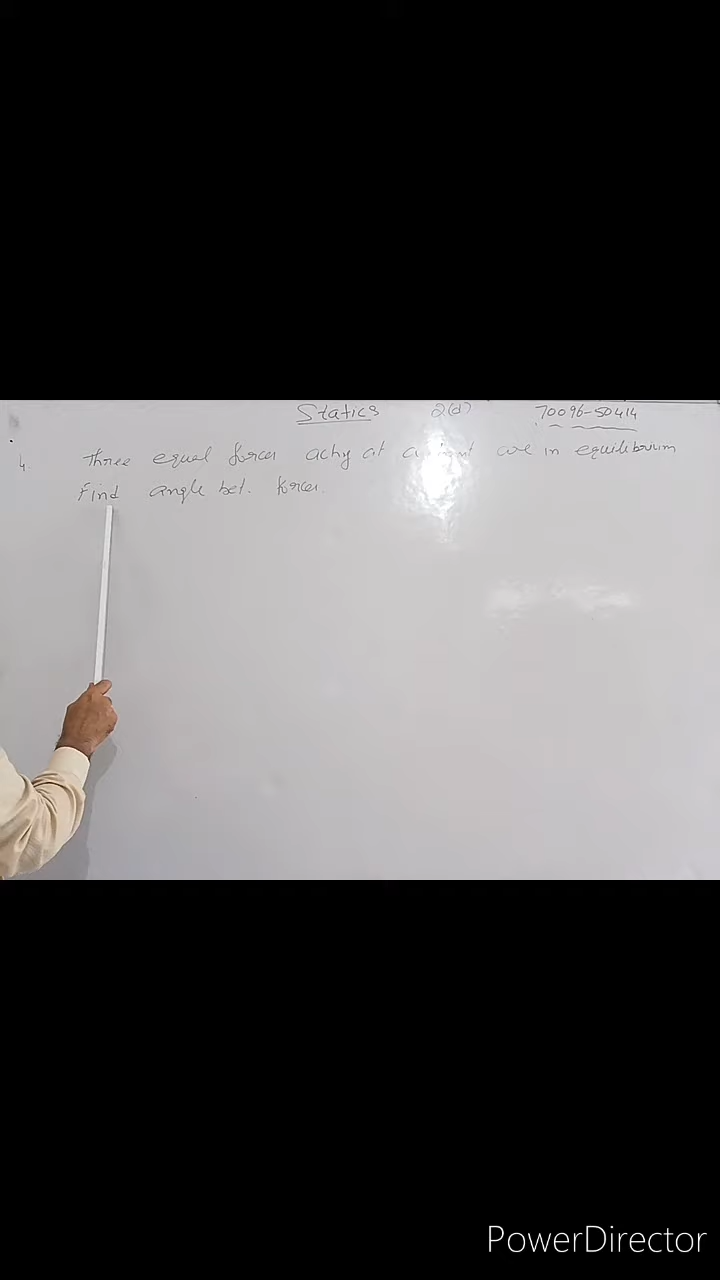 Statics 2(d) 70096-50414
4. Three equal forces acting at a point are in equilibrium
Find angle bet. forces.
PowerDirector